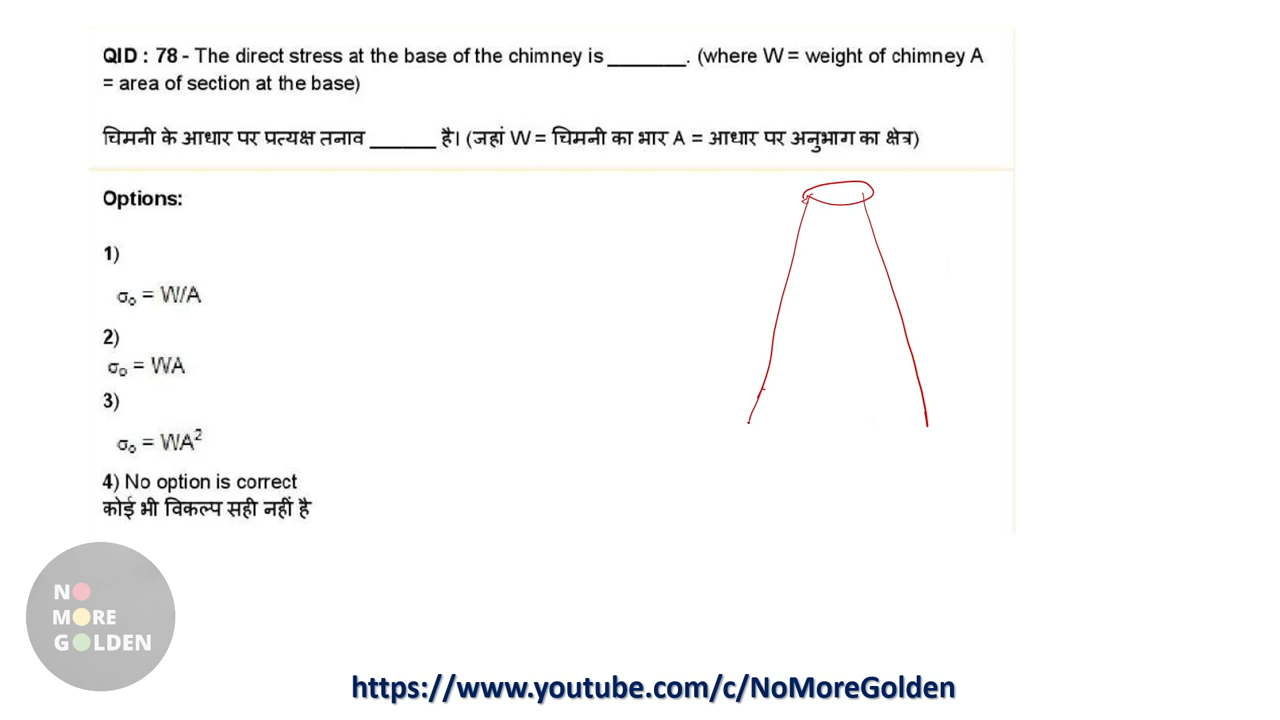 QID : 78 - The direct stress at the base of the chimney is _______. (where W = weight of chimney A
= area of section at the base)
चिमनी के आधार पर प्रत्यक्ष तनाव ______ है। (जहां W = चिमनी का भार A = आधार पर अनुभाग का क्षेत्र)
Options:
1)
σ₀ = W/A
2)
σ₀ = WA
3)
σ₀ = WA²
4) No option is correct
कोई भी विकल्प सही नहीं है
NO
MORE
GOLDEN
https://www.youtube.com/c/NoMoreGolden